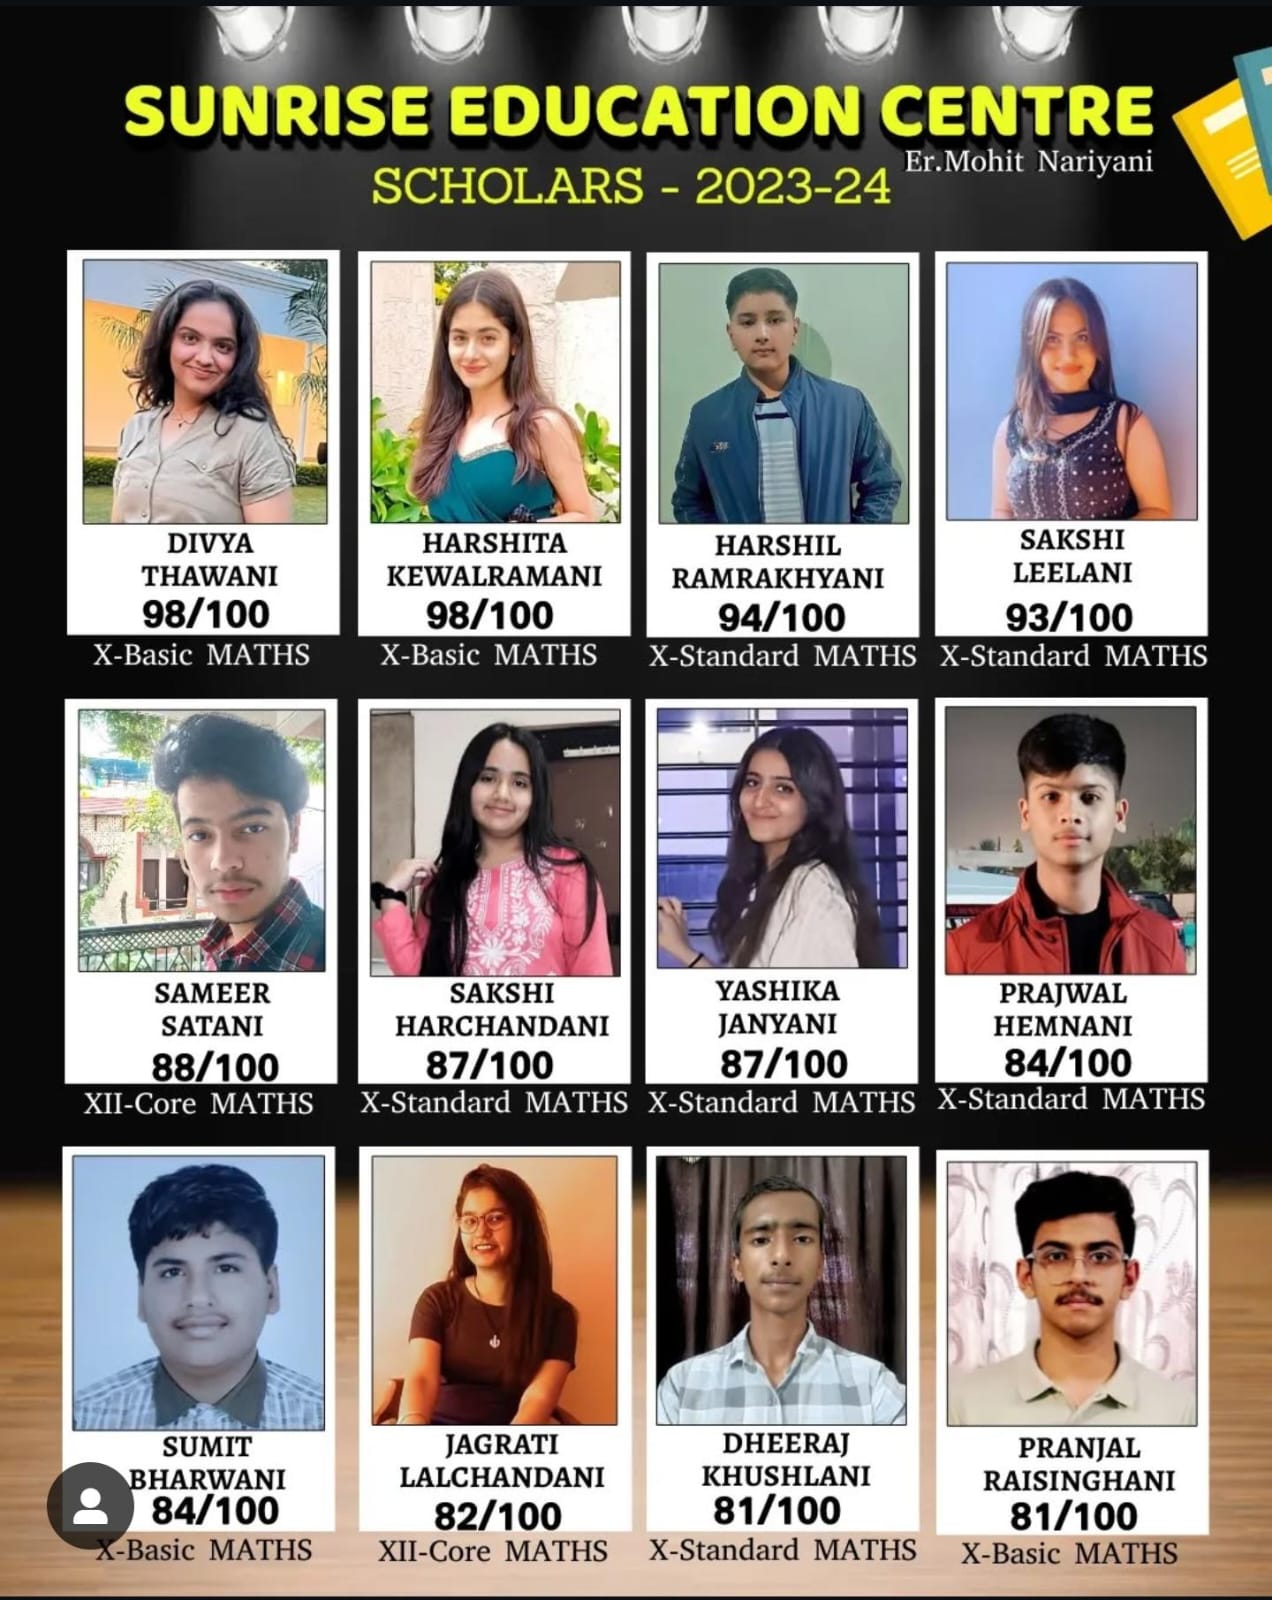 SUNRISE EDUCATION CENTRE
Er.Mohit Nariyani
SCHOLARS - 2023-24
DIVYA
THAWANI
98/100
X-Basic MATHS
HARSHITA
KEWALRAMANI
98/100
X-Basic MATHS
HARSHIL
RAMRAKHYANI
94/100
X-Standard MATHS
SAKSHI
LEELANI
93/100
X-Standard MATHS
SAMEER
SATANI
88/100
XII-Core MATHS
SAKSHI
HARCHANDANI
87/100
X-Standard MATHS
YASHIKA
JANYANI
87/100
X-Standard MATHS
PRAJWAL
HEMNANI
84/100
X-Standard MATHS
SUMIT
BHARWANI
84/100
X-Basic MATHS
JAGRATI
LALCHANDANI
82/100
XII-Core MATHS
DHEERAJ
KHUSHLANI
81/100
X-Standard MATHS
PRANJAL
RAISINGHANI
81/100
X-Basic MATHS